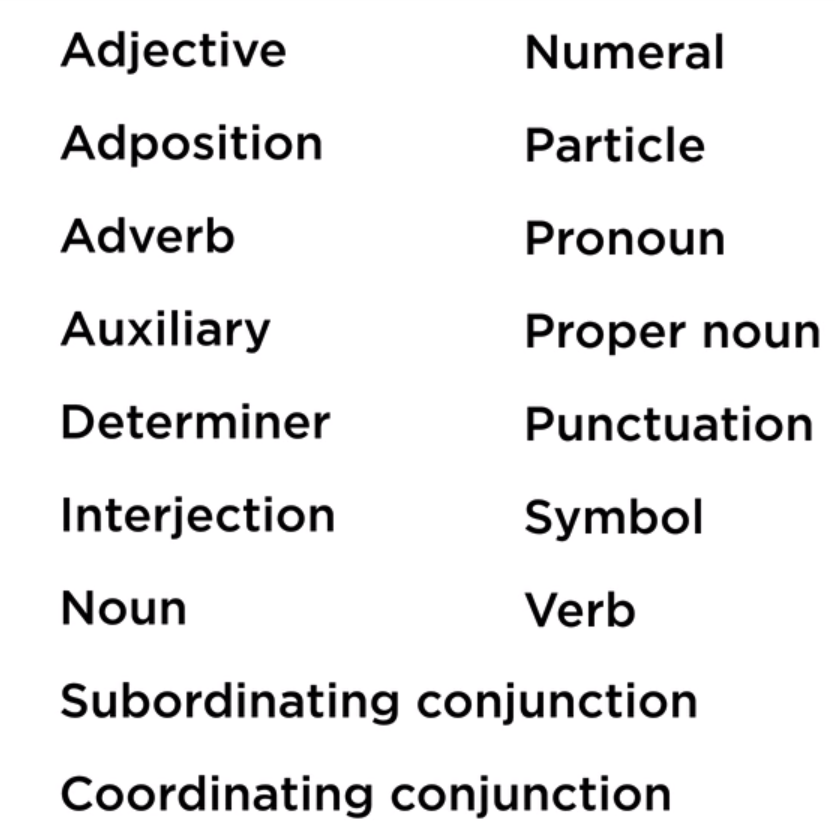 Adjective
Adposition
Adverb
Auxiliary
Determiner
Interjection
Noun
Numeral
Particle
Pronoun
Proper noun
Punctuation
Symbol
Verb
Subordinating conjunction
Coordinating conjunction